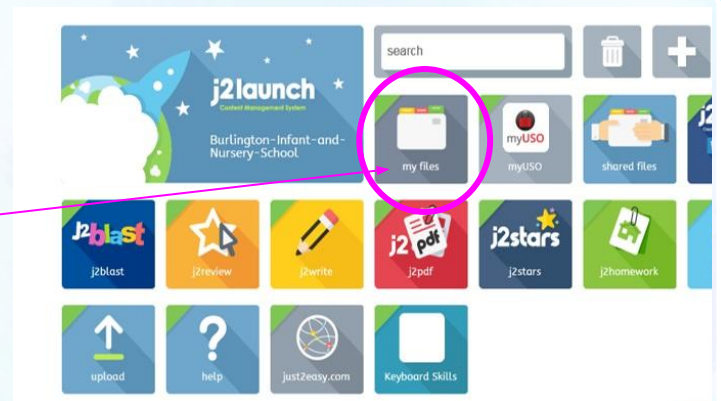 search
j2launch
Content Management System
Burlington-Infant-and-
Nursery-School
my files
myUSO
myUSO
shared files
j2blast
j2blast
j2review
j2write
j2 pdf
j2pdf
j2stars
j2stars
j2homework
upload
help
just2easy.com
Keyboard Skills